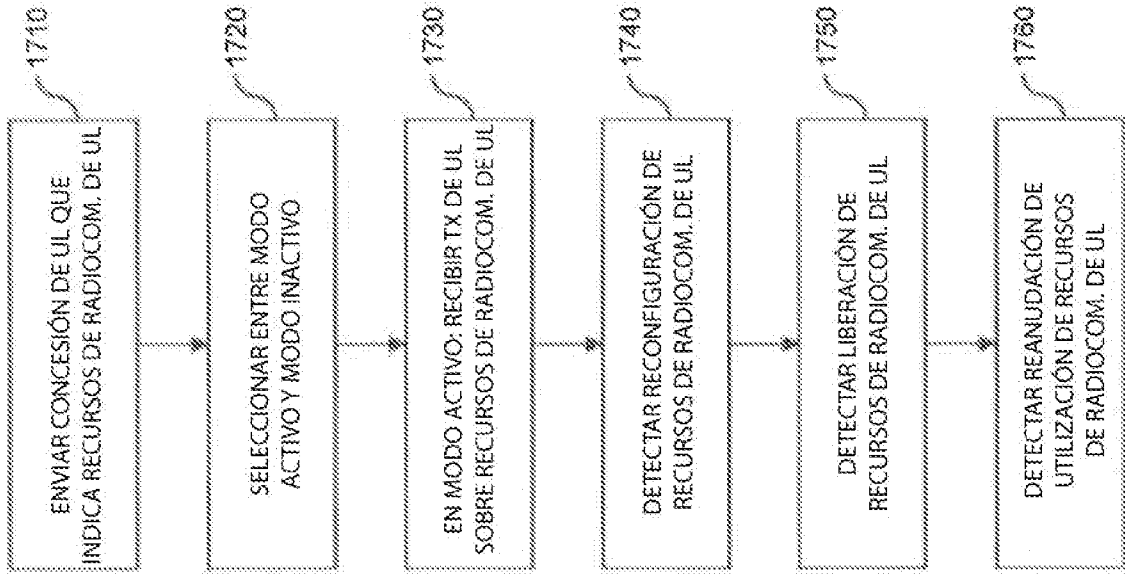 ENVIAR CONCESIÓN DE UL QUE
INDICA RECURSOS DE RADIOCOM. DE UL
1710
SELECCIONAR ENTRE MODO
ACTIVO Y MODO INACTIVO
1720
EN MODO ACTIVO: RECIBIR TX DE UL
SOBRE RECURSOS DE RADIOCOM. DE UL
1730
DETECTAR RECONFIGURACIÓN DE
RECURSOS DE RADIOCOM. DE UL
1740
DETECTAR LIBERACIÓN DE
RECURSOS DE RADIOCOM. DE UL
1750
DETECTAR REANUDACIÓN DE
UTILIZACIÓN DE RECURSOS
DE RADIOCOM. DE UL
1760